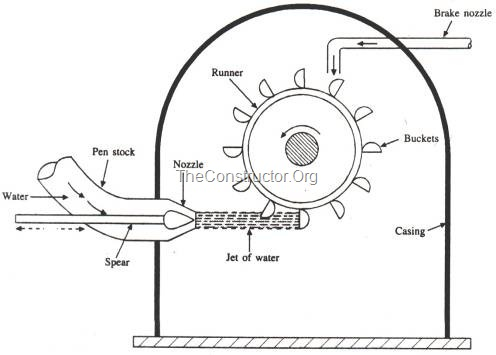 Brake nozzle
Runner
Buckets
Pen stock
Nozzle
TheConstructor.Org
Water
Casing
Spear
Jet of water